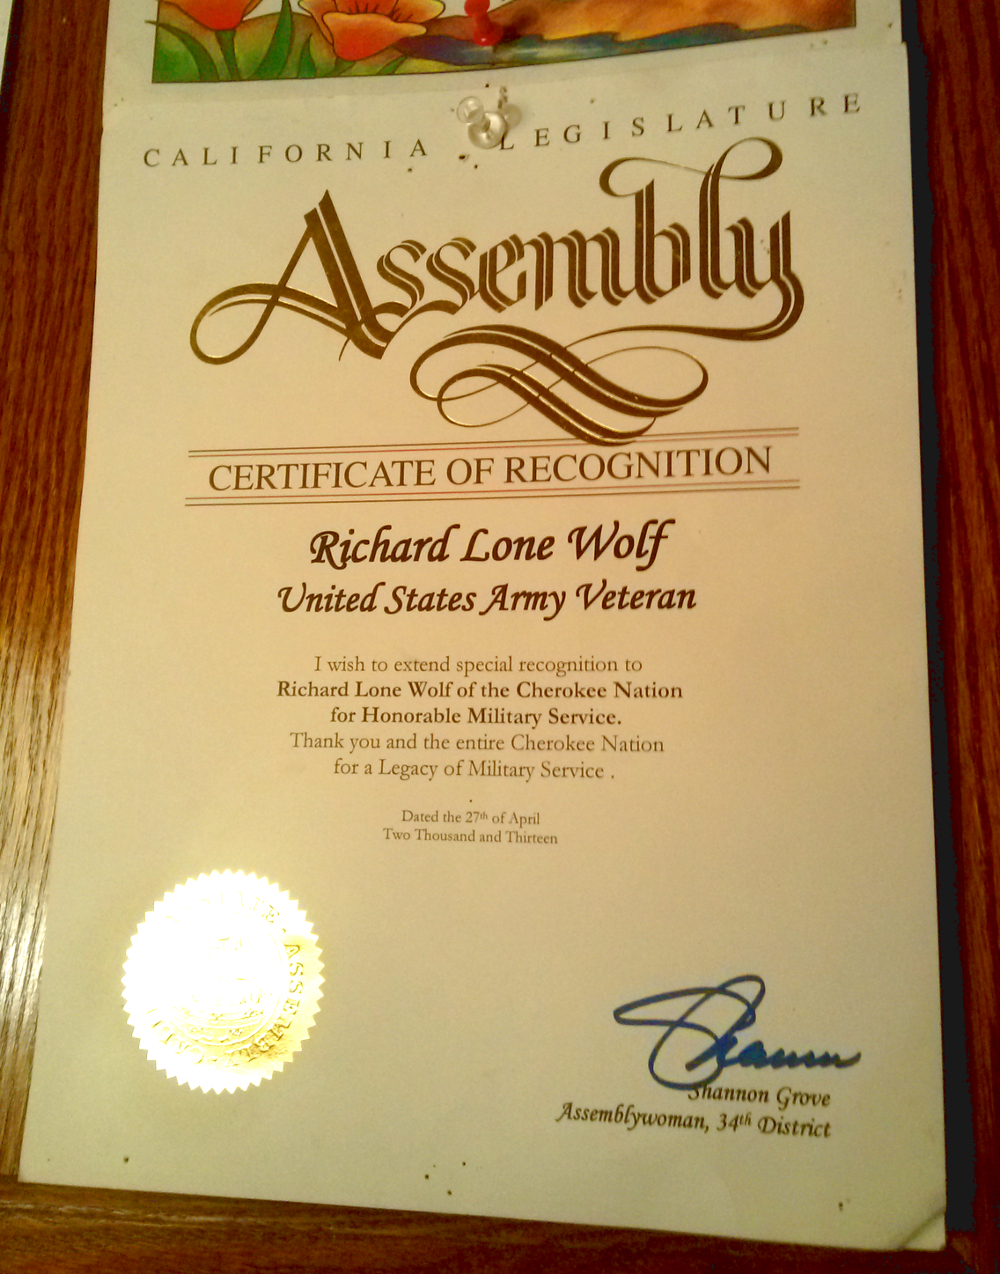 CALIFORNIA LEGISLATURE
Assembly
CERTIFICATE OF RECOGNITION
Richard Lone Wolf
United States Army Veteran
I wish to extend special recognition to
Richard Lone Wolf of the Cherokee Nation
for Honorable Military Service.
Thank you and the entire Cherokee Nation
for a Legacy of Military Service .
Dated the 27th of April
Two Thousand and Thirteen
Shannon
Shannon Grove
Assemblywoman, 34th District